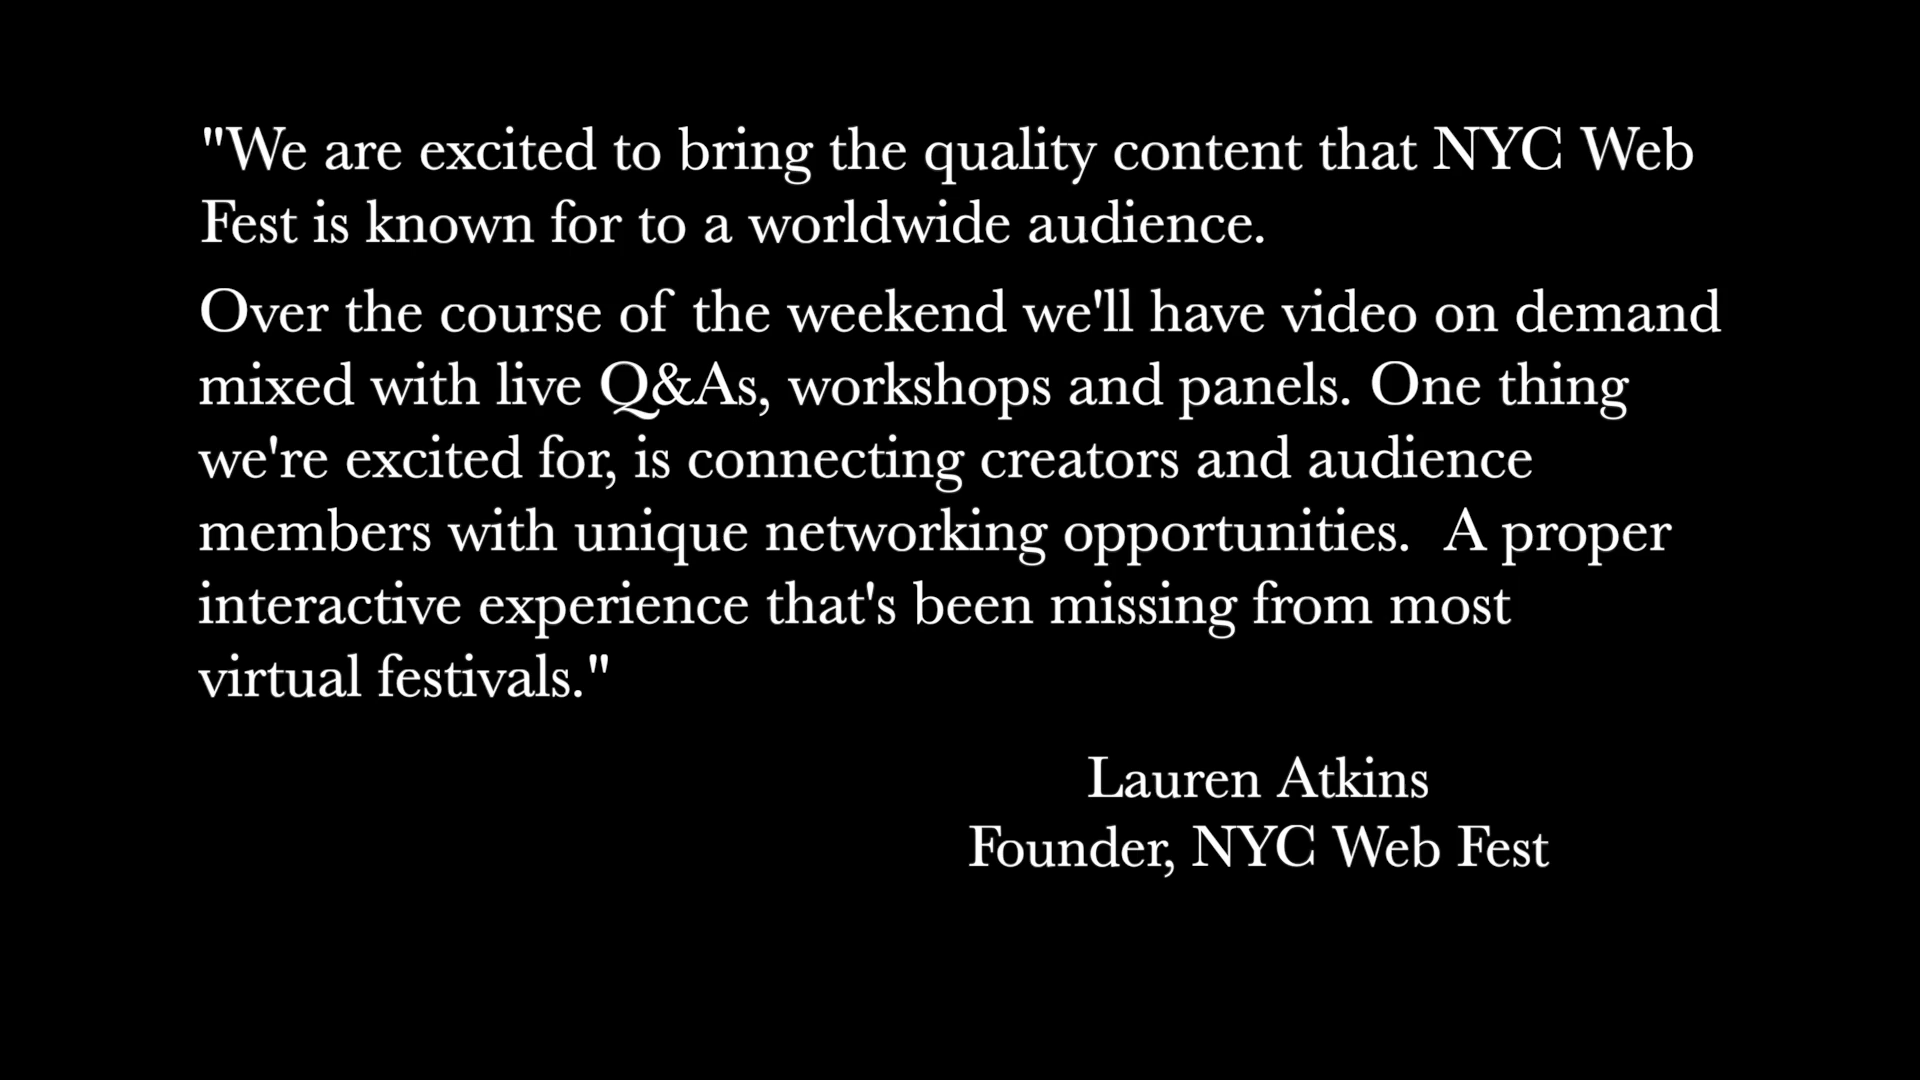 "We are excited to bring the quality content that NYC Web
Fest is known for to a worldwide audience.
Over the course of the weekend we'll have video on demand
mixed with live Q&As, workshops and panels. One thing
we're excited for, is connecting creators and audience
members with unique networking opportunities.  A proper
interactive experience that's been missing from most
virtual festivals."
Lauren Atkins
Founder, NYC Web Fest